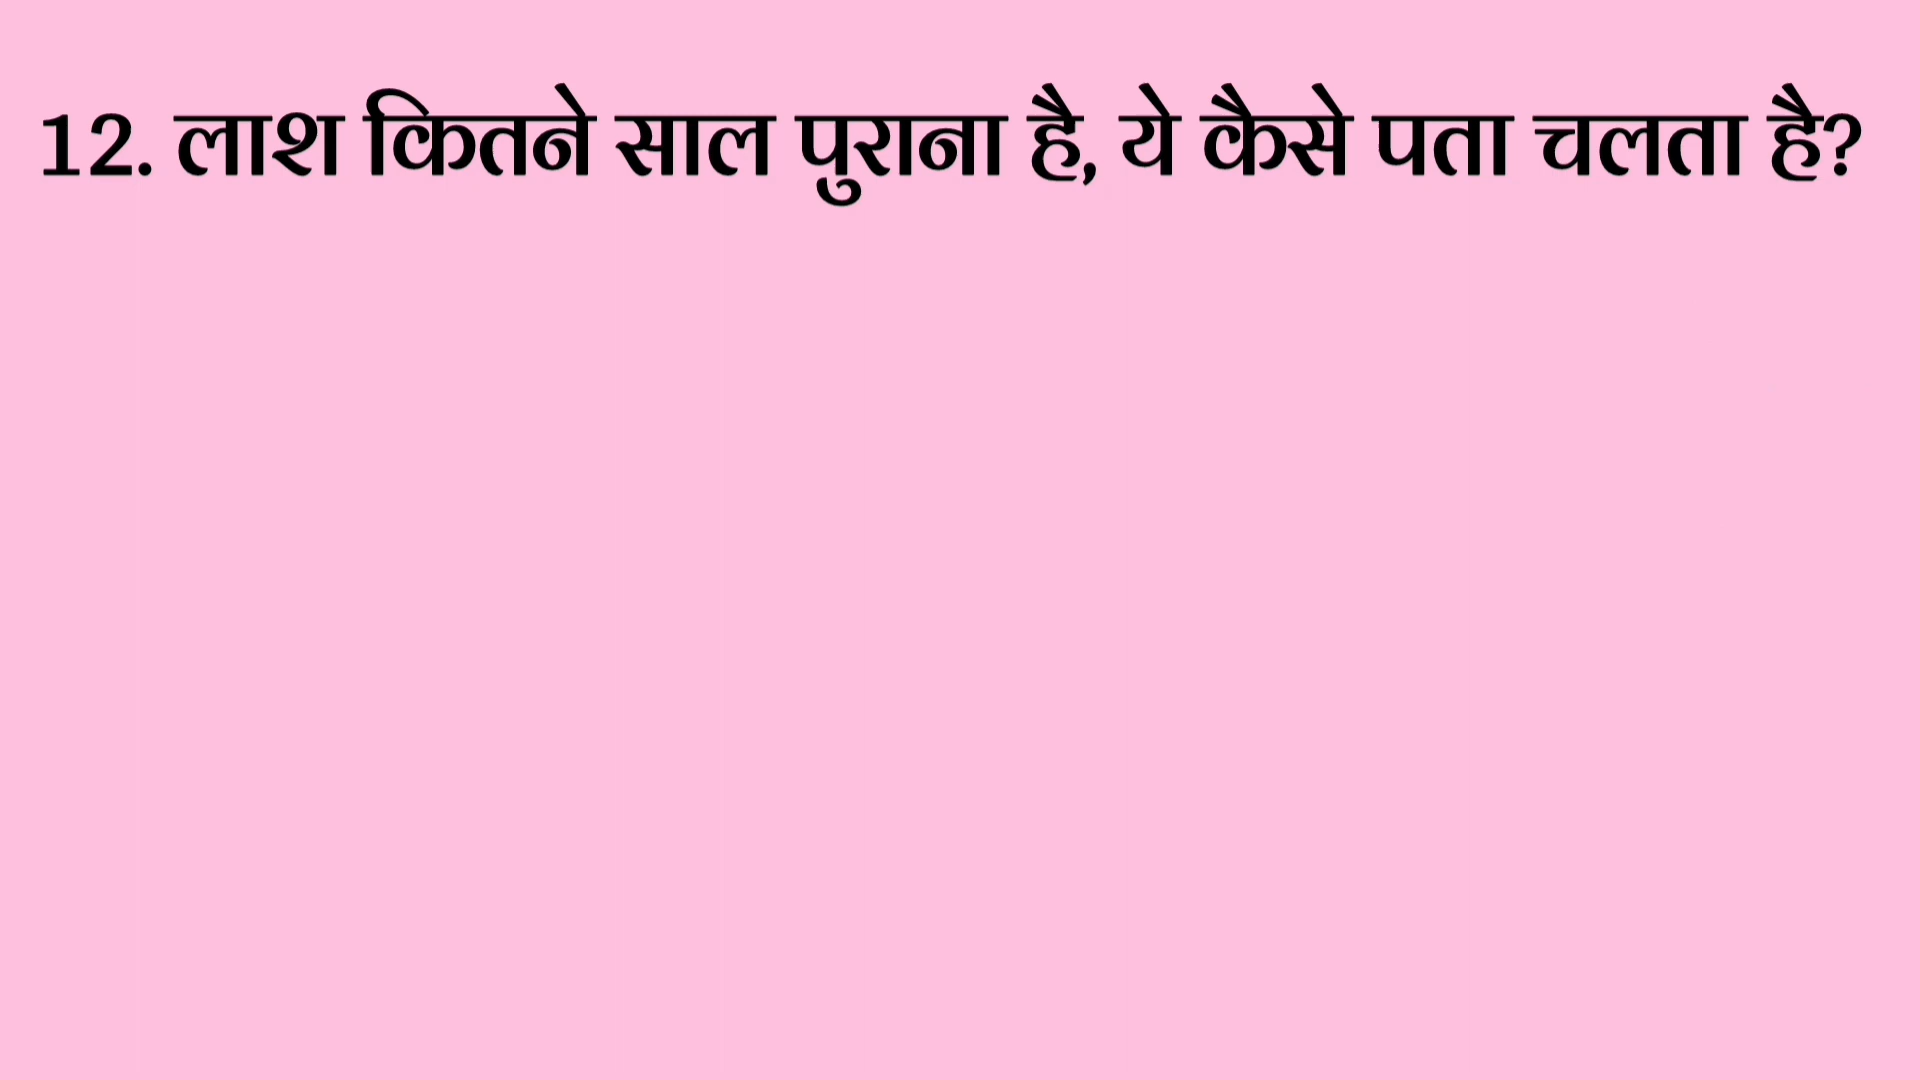 12. लाश कितने साल पुराना है, ये कैसे पता चलता है?